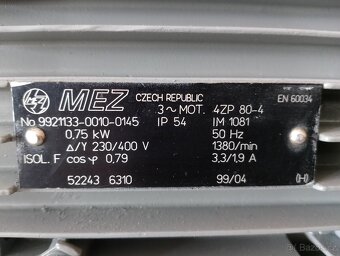 MEZ CZECH REPUBLIC EN 60034
3~MOT. 4ZP 80-4
No 9921133-0010-0145 IP 54 IM 1081
0,75 kW 50 Hz
Δ/Y 230/400 V 1380/min
ISOL. F cos φ 0,79 3,3/1,9 A
52243 6310 99/04